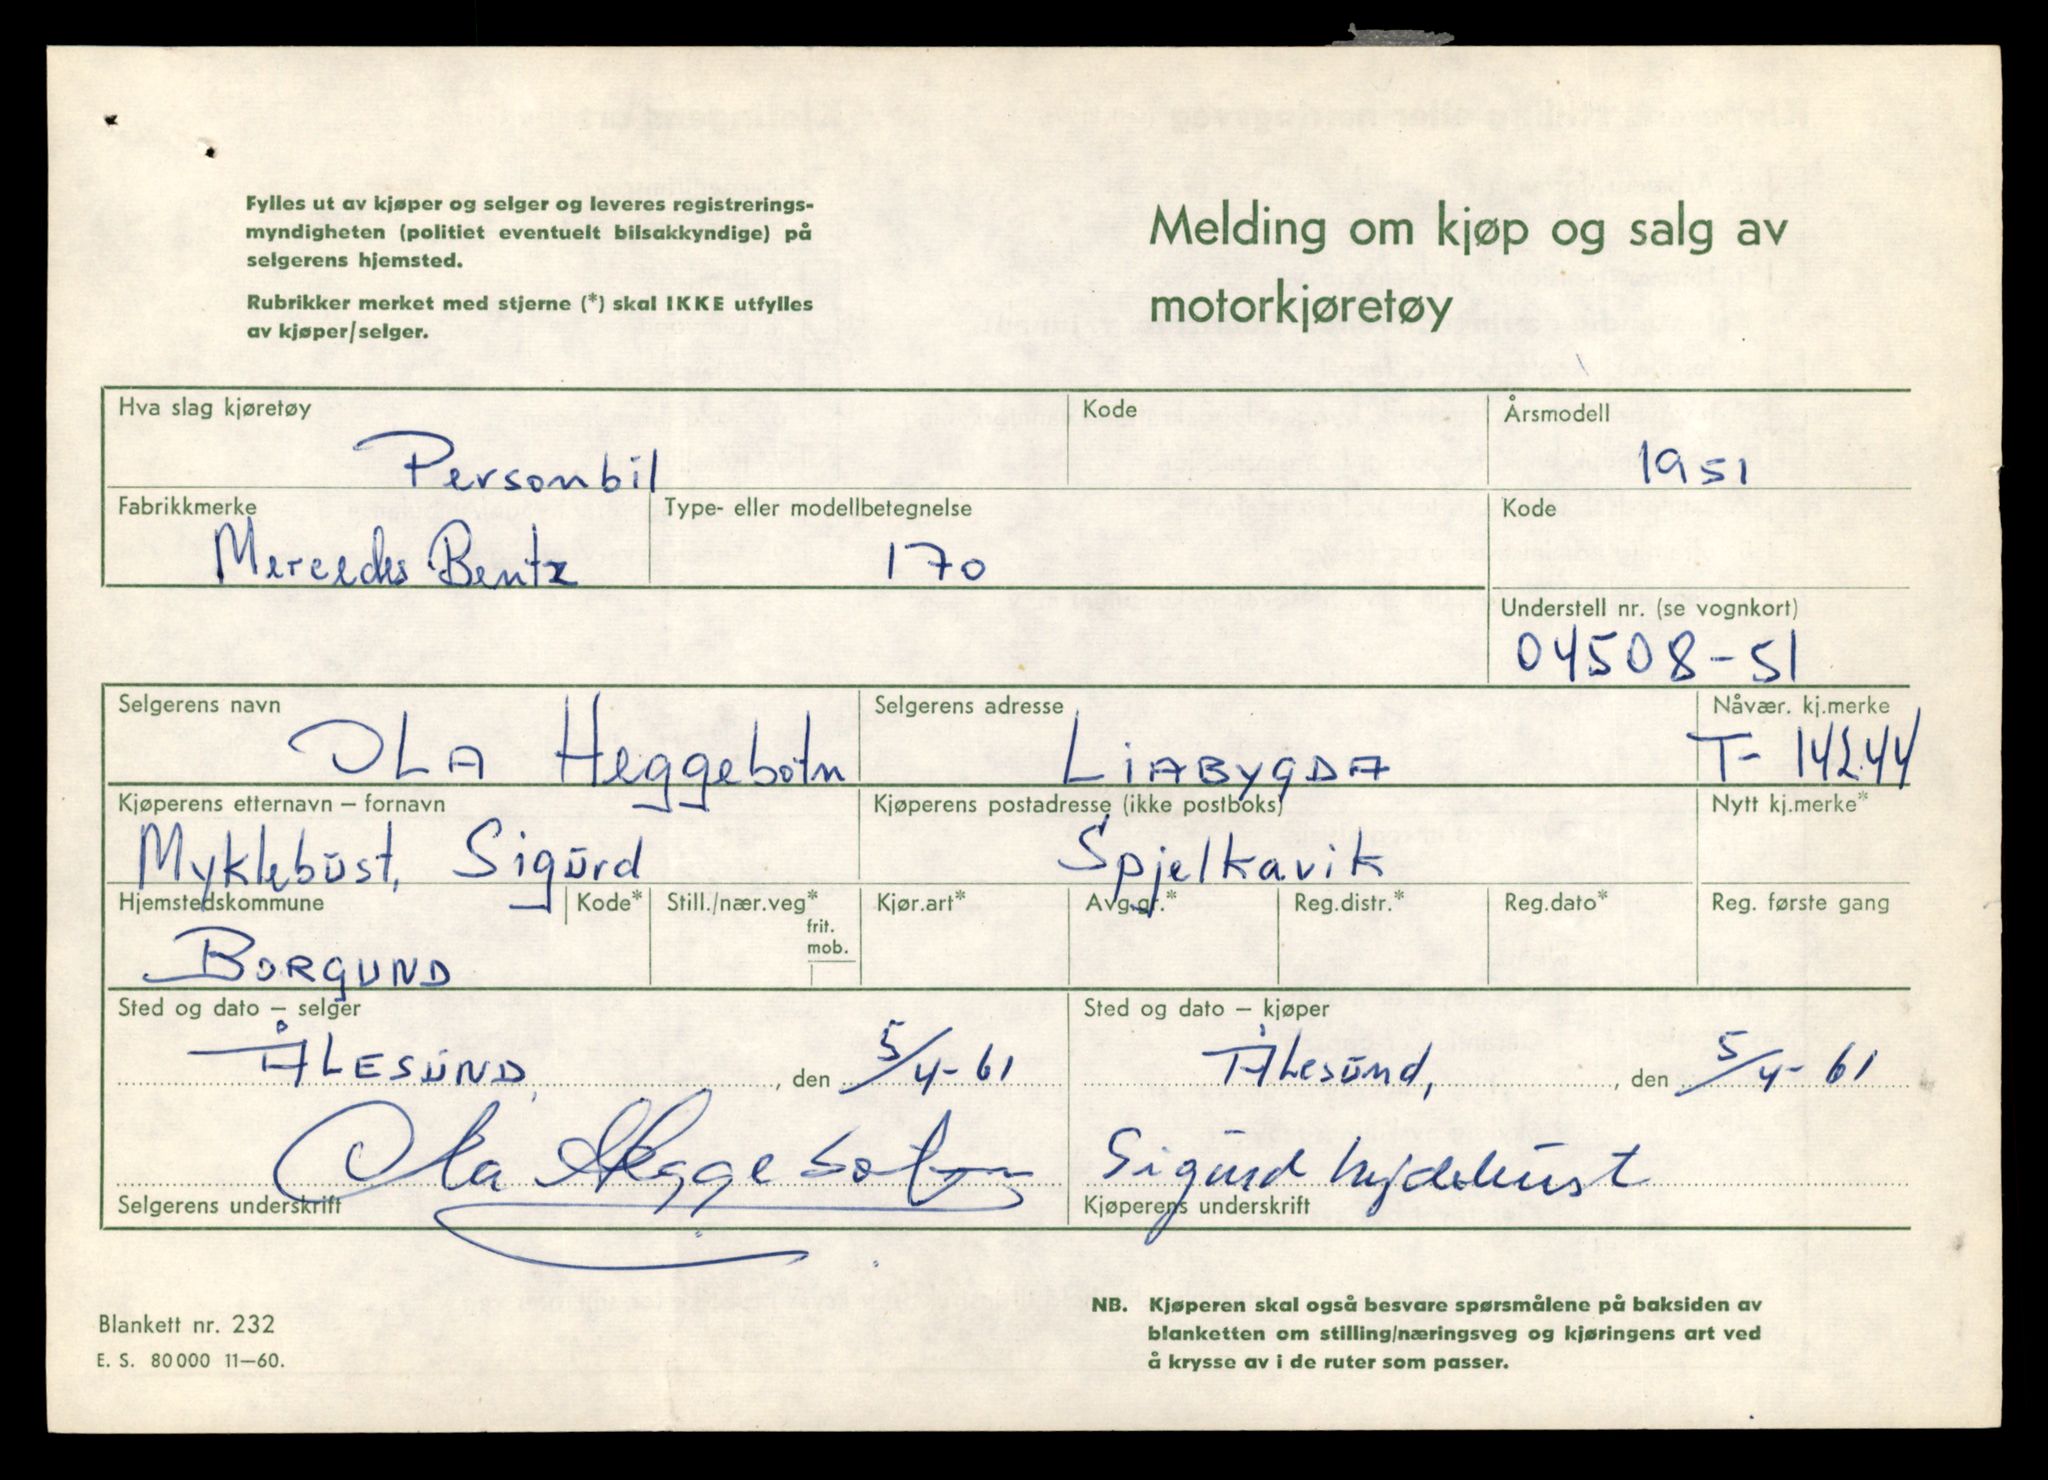 Fylles ut av kjøper og selger og leveres registrerings-
myndigheten (politiet eventuelt bilsakkyndige) på
selgerens hjemsted.
Rubrikker merket med stjerne (*) skal IKKE utfylles
av kjøper/selger.
Melding om kjøp og salg av
motorkjøretøy
Hva slag kjøretøy Kode Årsmodell
Personbil 1951
Fabrikkmerke Type- eller modellbetegnelse Kode
Mercedes Bentz 170
Understell nr. (se vognkort)
04508-51
Selgerens navn Selgerens adresse Nåvær. kj.merke
OLA Heggebotn LIABYGDA T-14244
Kjøperens etternavn – fornavn Kjøperens postadresse (ikke postboks) Nytt kj.merke*
Myklebust, Sigurd Spjelkavik
Hjemstedskommune Kode* Still./nær.veg* Kjør.art* Avg.gr.* Reg.distr.* Reg.dato* Reg. første gang
frit.
mob.
BORGUND
Sted og dato – selger Sted og dato – kjøper
ÅLESUND, den 5/4-61 Ålesund, den 5/4-61
Ola Heggebotn Sigurd Myklebust
Selgerens underskrift Kjøperens underskrift
Blankett nr. 232
E. S. 80000 11—60.
NB. Kjøperen skal også besvare spørsmålene på baksiden av
blanketten om stilling/næringsveg og kjøringens art ved
å krysse av i de ruter som passer.